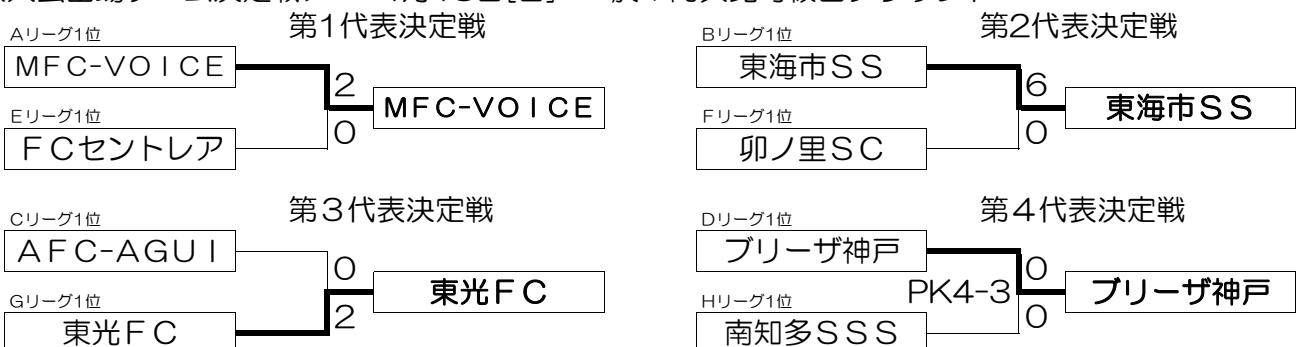 第1代表決定戦
Aリーグ1位
MFC-VOICE
2
MFC-VOICE
Eリーグ1位
0
FCセントレア
第2代表決定戦
Bリーグ1位
東海市SS
6
東海市SS
Fリーグ1位
0
卯ノ里SC
第3代表決定戦
Cリーグ1位
AFC-AGUI
0
東光FC
Gリーグ1位
2
東光FC
第4代表決定戦
Dリーグ1位
ブリーザ神戸
0
PK4-3
ブリーザ神戸
Hリーグ1位
0
南知多SSS